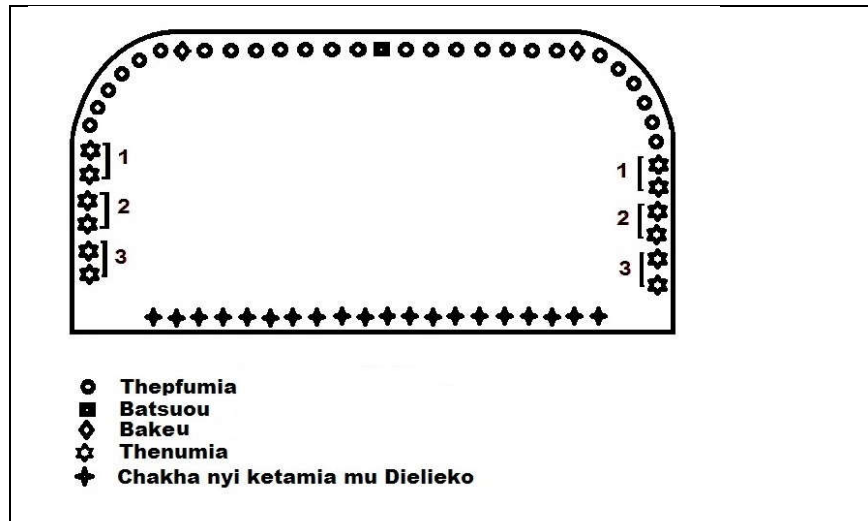 1 1
2 2
3 3
Thepfumia
Batsuou
Bakeu
Thenumia
Chakha nyi ketamia mu Dielieko